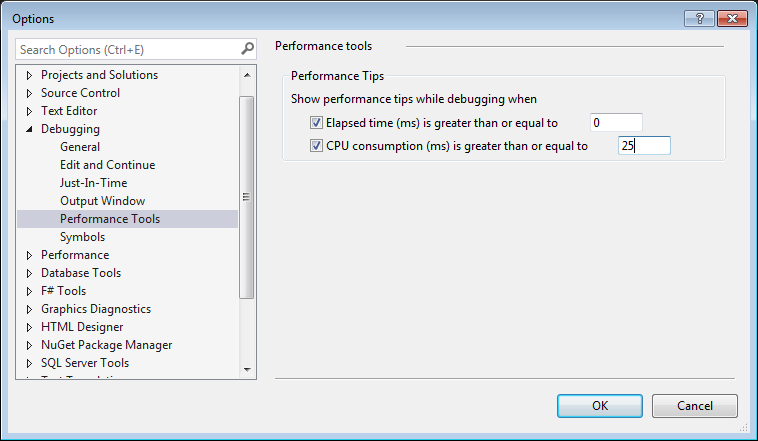 Options
?
Search Options (Ctrl+E)
Projects and Solutions
Source Control
Text Editor
Debugging
General
Edit and Continue
Just-In-Time
Output Window
Performance Tools
Symbols
Performance
Database Tools
F# Tools
Graphics Diagnostics
HTML Designer
NuGet Package Manager
SQL Server Tools
Performance tools
Performance Tips
Show performance tips while debugging when
Elapsed time (ms) is greater than or equal to 0
CPU consumption (ms) is greater than or equal to 25
OK Cancel